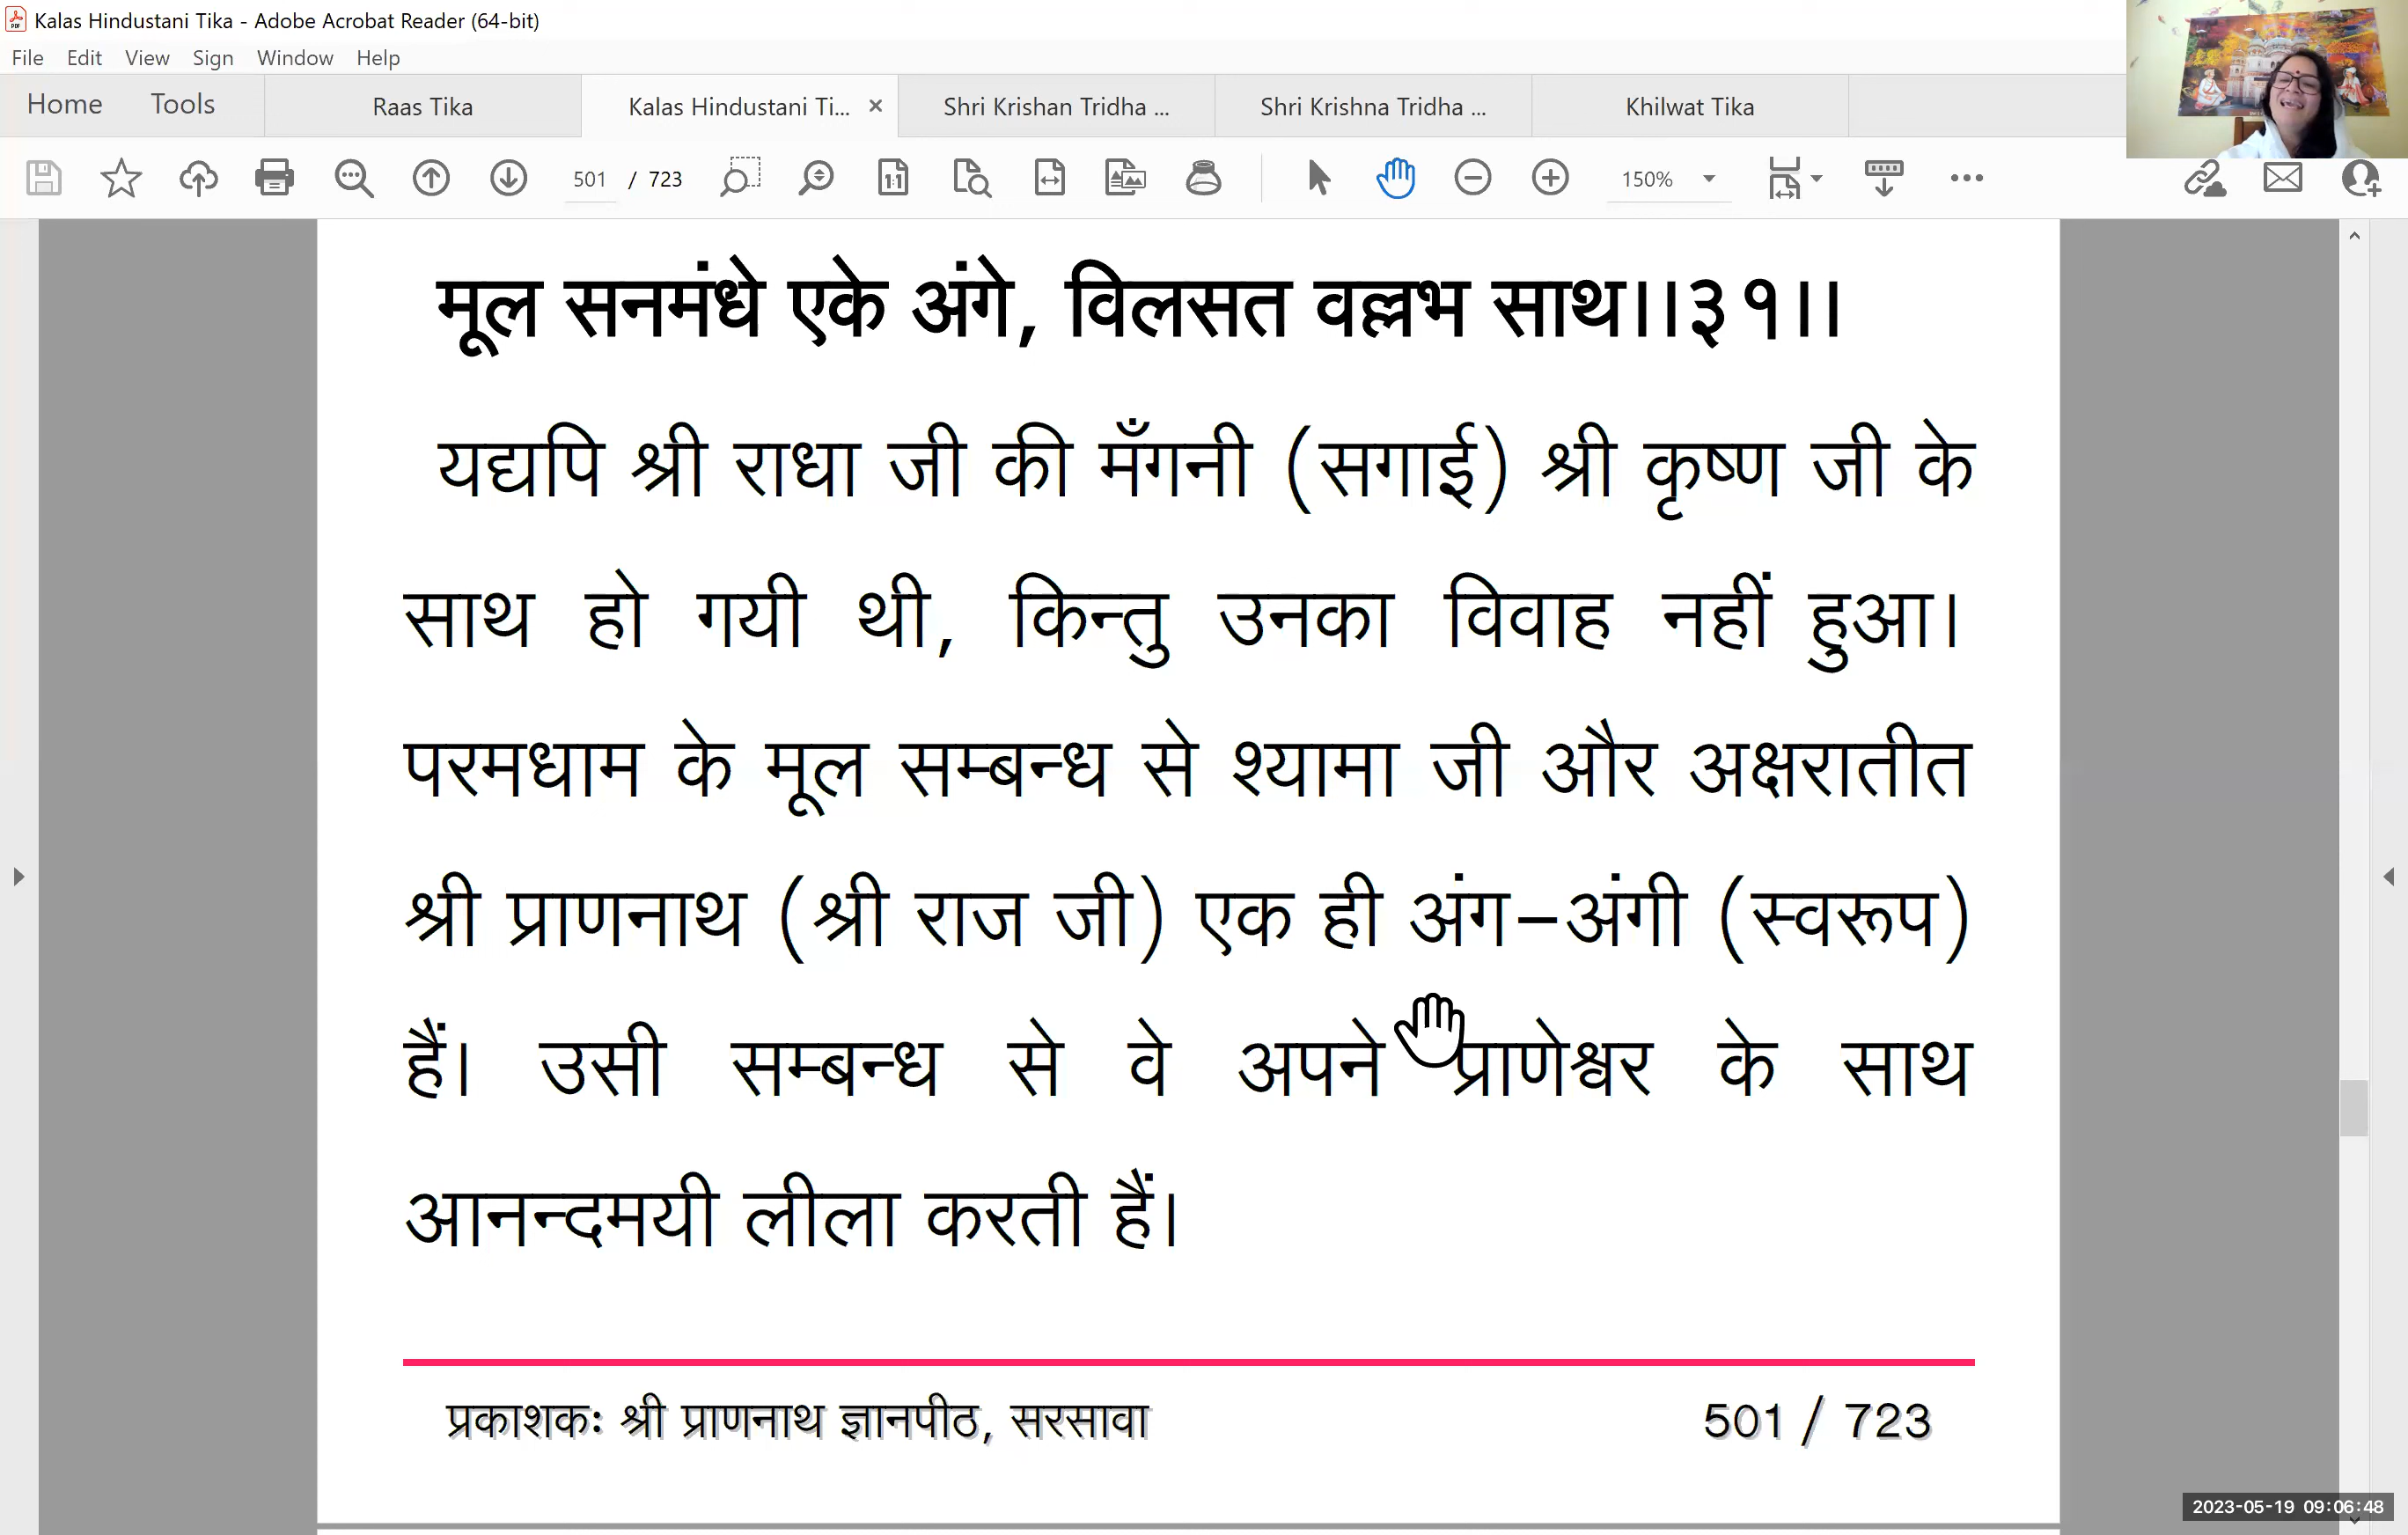 Kalas Hindustani Tika - Adobe Acrobat Reader (64-bit)
File Edit View Sign Window Help
Home Tools Raas Tika Kalas Hindustani Ti... × Shri Krishan Tridha ... Shri Krishna Tridha ... Khilwat Tika
501 / 723 1:1 150%
मूल सनमंधे एके अंगे, विलसत वल्लभ साथ।।३१।।
यद्यपि श्री राधा जी की मँगनी (सगाई) श्री कृष्ण जी के
साथ हो गयी थी, किन्तु उनका विवाह नहीं हुआ।
परमधाम के मूल सम्बन्ध से श्यामा जी और अक्षरातीत
श्री प्राणनाथ (श्री राज जी) एक ही अंग–अंगी (स्वरूप)
हैं। उसी सम्बन्ध से वे अपने प्राणेश्वर के साथ
आनन्दमयी लीला करती हैं।
प्रकाशकः श्री प्राणनाथ ज्ञानपीठ, सरसावा 501 / 723
2023-05-19 09:06:48